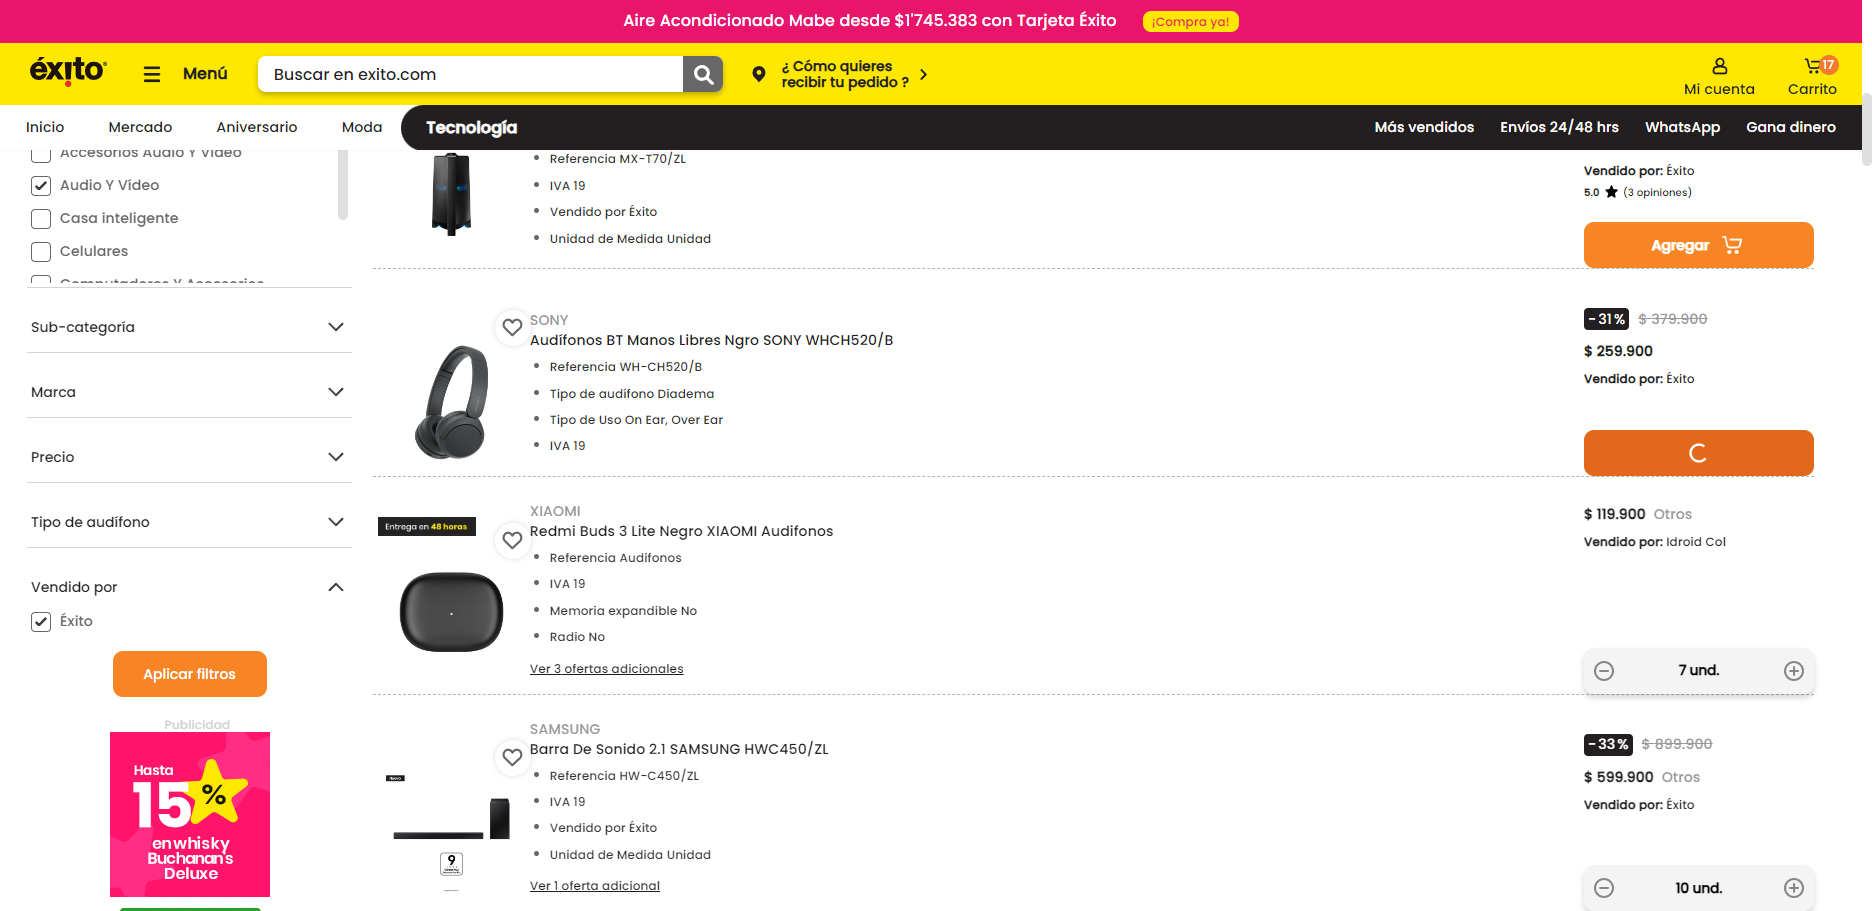 Aire Acondicionado Mabe desde $1'745.383 con Tarjeta Éxito
¡Compra ya!
éxito
Menú
Buscar en exito.com
¿ Cómo quieres
recibir tu pedido ?
Mi cuenta
17
Carrito
Inicio
Mercado
Aniversario
Moda
Tecnología
Más vendidos
Envíos 24/48 hrs
WhatsApp
Gana dinero
Accesorios Audio Y Vídeo
Audio Y Vídeo
Casa inteligente
Celulares
Computadores Y Accesorios
Sub-categoría
Marca
Precio
Tipo de audífono
Vendido por
Éxito
Aplicar filtros
Publicidad
Hasta
15%
en whisky
Buchanan's
Deluxe
Referencia MX-T70/ZL
IVA 19
Vendido por Éxito
Unidad de Medida Unidad
Vendido por: Éxito
5.0 (3 opiniones)
Agregar
SONY
Audífonos BT Manos Libres Ngro SONY WHCH520/B
Referencia WH-CH520/B
Tipo de audífono Diadema
Tipo de Uso On Ear, Over Ear
IVA 19
-31% $ 379.900
$ 259.900
Vendido por: Éxito
Entrega en 48 horas
XIAOMI
Redmi Buds 3 Lite Negro XIAOMI Audifonos
Referencia Audifonos
IVA 19
Memoria expandible No
Radio No
Ver 3 ofertas adicionales
$ 119.900 Otros
Vendido por: Idroid Col
7 und.
SAMSUNG
Barra De Sonido 2.1 SAMSUNG HWC450/ZL
Referencia HW-C450/ZL
IVA 19
Vendido por Éxito
Unidad de Medida Unidad
Ver 1 oferta adicional
9
-33% $ 899.900
$ 599.900 Otros
Vendido por: Éxito
10 und.